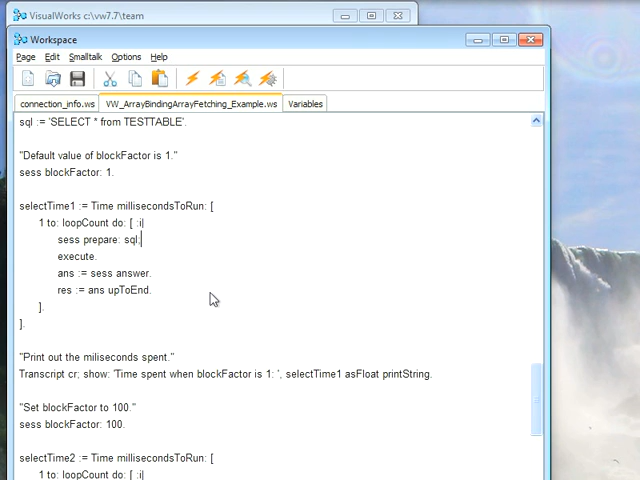 VisualWorks c:\vw7.7\team
Workspace
Page Edit Smalltalk Options Help
connection_info.ws VW_ArrayBindingArrayFetching_Example.ws Variables
sql := 'SELECT * from TESTTABLE'.
"Default value of blockFactor is 1."
sess blockFactor: 1.
selectTime1 := Time millisecondsToRun: [
1 to: loopCount do: [ :i|
sess prepare: sql;
execute.
ans := sess answer.
res := ans upToEnd.
].
].
"Print out the miliseconds spent."
Transcript cr; show: 'Time spent when blockFactor is 1: ', selectTime1 asFloat printString.
"Set blockFactor to 100."
sess blockFactor: 100.
selectTime2 := Time millisecondsToRun: [
1 to: loopCount do: [ :i|